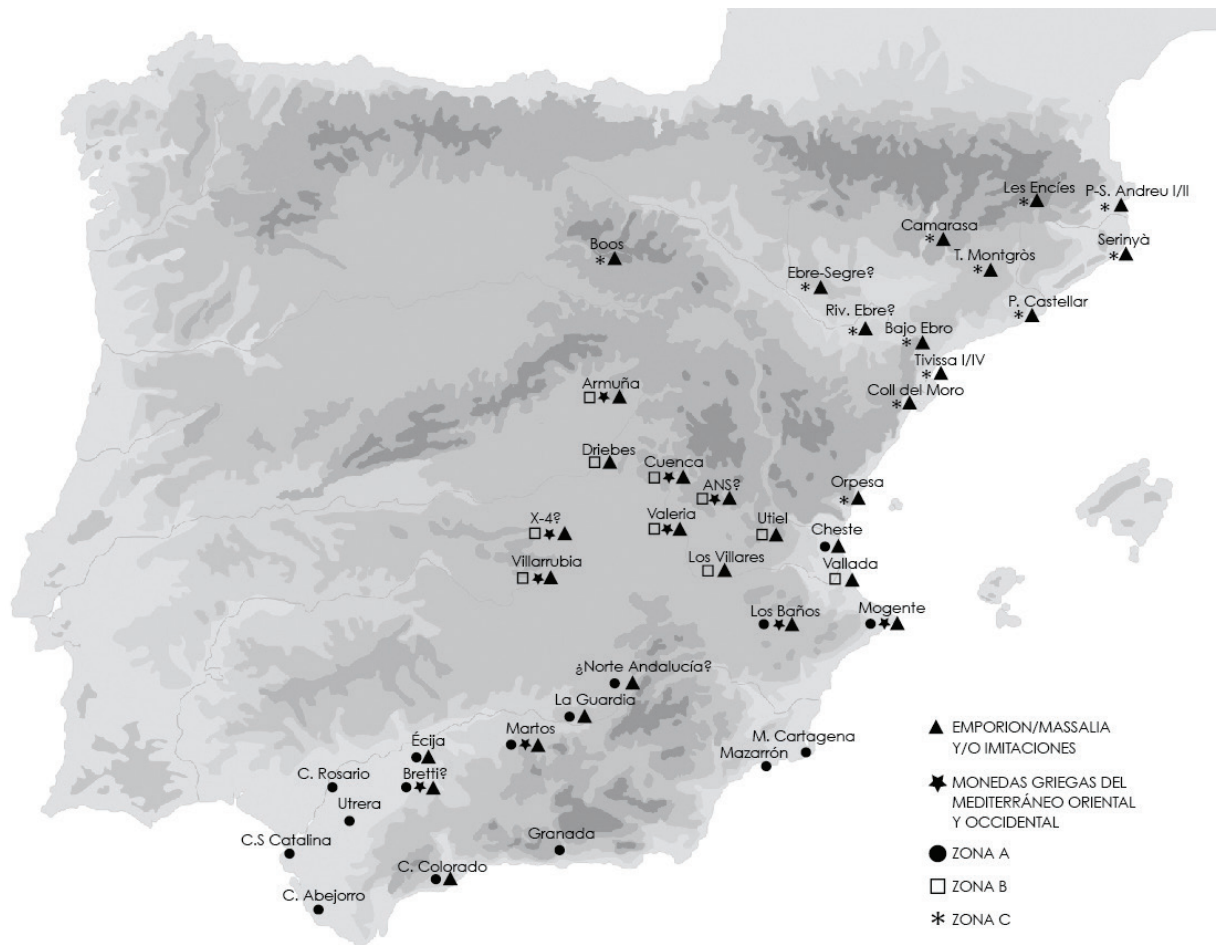 Les Encíes
P-S. Andreu I/II
Camarasa
Serinyà
Boos
T. Montgròs
Ebre-Segre?
P. Castellar
Riv. Ebre?
Bajo Ebro
Tivissa I/IV
Armuña
Coll del Moro
Driebes
Cuenca
ANS?
Orpesa
X-4?
Valeria
Utiel
Cheste
Villarrubia
Los Villares
Vallada
Los Baños
Mogente
¿Norte Andalucía?
La Guardia
Martos
Écija
M. Cartagena
Mazarrón
C. Rosario
Bretti?
Utrera
C.S Catalina
Granada
C. Colorado
C. Abejorro
EMPORION/MASSALIA
Y/O IMITACIONES
MONEDAS GRIEGAS DEL
MEDITERRÁNEO ORIENTAL
Y OCCIDENTAL
ZONA A
ZONA B
ZONA C